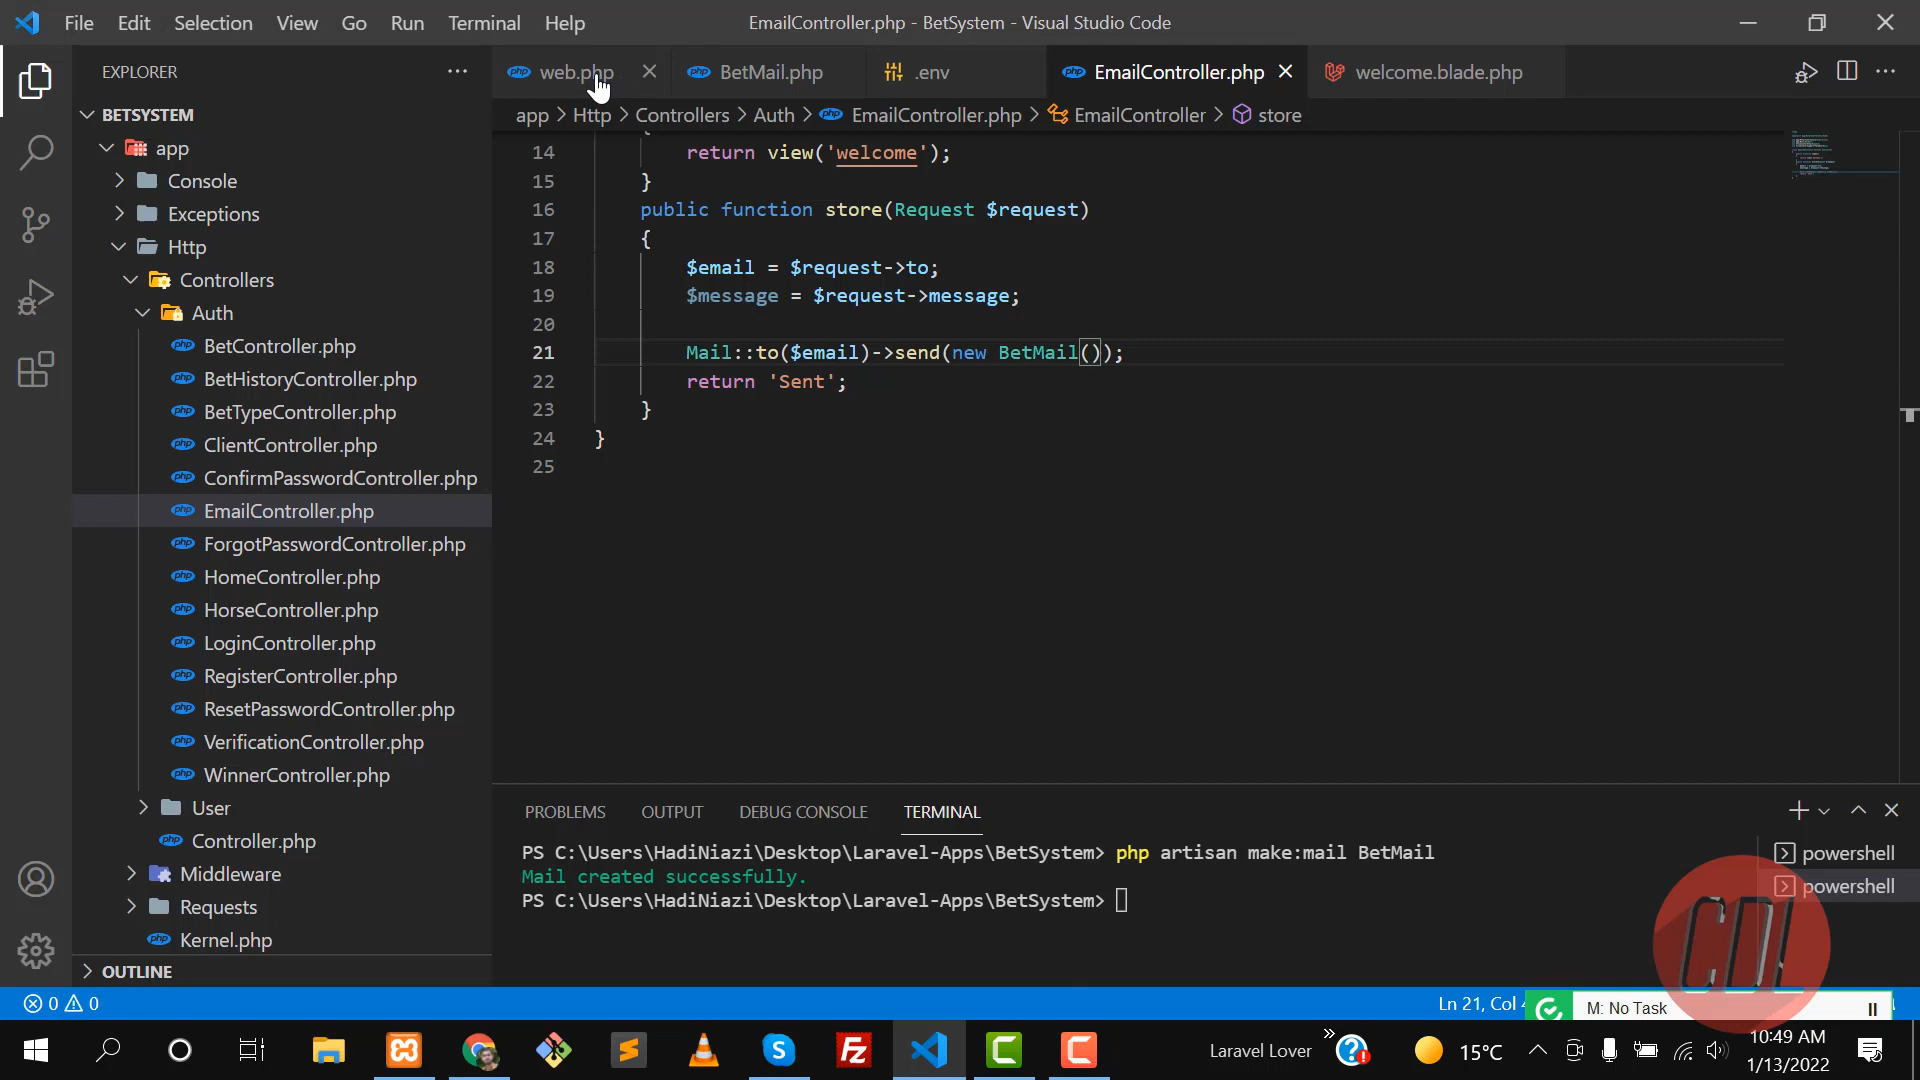 File Edit Selection View Go Run Terminal Help
EmailController.php - BetSystem - Visual Studio Code
EXPLORER
web.php
BetMail.php
.env
EmailController.php
welcome.blade.php
app > Http > Controllers > Auth > EmailController.php > EmailController > store
BETSYSTEM
app
Console
Exceptions
Http
Controllers
Auth
BetController.php
BetHistoryController.php
BetTypeController.php
ClientController.php
ConfirmPasswordController.php
EmailController.php
ForgotPasswordController.php
HomeController.php
HorseController.php
LoginController.php
RegisterController.php
ResetPasswordController.php
VerificationController.php
WinnerController.php
User
Controller.php
Middleware
Requests
Kernel.php
OUTLINE
14 return view('welcome');
15 }
16 public function store(Request $request)
17 {
18 $email = $request->to;
19 $message = $request->message;
20
21 Mail::to($email)->send(new BetMail());
22 return 'Sent';
23 }
24 }
25
PROBLEMS OUTPUT DEBUG CONSOLE TERMINAL
PS C:\Users\HadiNiazi\Desktop\Laravel-Apps\BetSystem> php artisan make:mail BetMail
Mail created successfully.
PS C:\Users\HadiNiazi\Desktop\Laravel-Apps\BetSystem>
powershell
powershell
CDL
0 0
Ln 21, Col
M: No Task
Laravel Lover
15°C
10:49 AM
1/13/2022